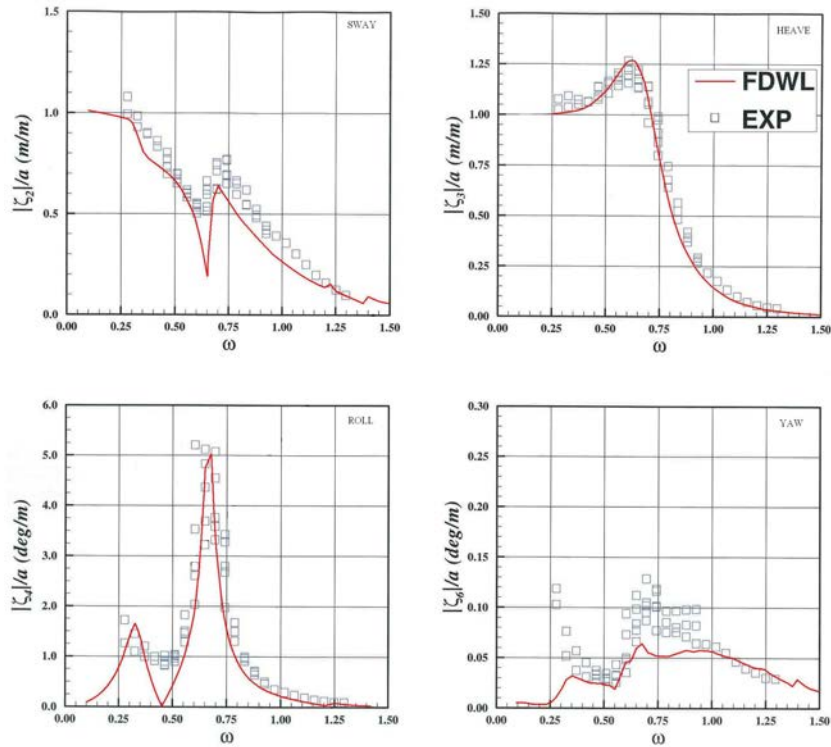 SWAY
1.5
1.0
0.5
0.0
|ζ2|/a (m/m)
0.00 0.25 0.50 0.75 1.00 1.25 1.50
ω
HEAVE
1.50
1.25
1.00
0.75
0.50
0.25
0.00
|ζ3|/a (m/m)
FDWL
EXP
0.00 0.25 0.50 0.75 1.00 1.25 1.50
ω
ROLL
6.0
5.0
4.0
3.0
2.0
1.0
0.0
|ζ4|/a (deg/m)
0.00 0.25 0.50 0.75 1.00 1.25 1.50
ω
YAW
0.30
0.25
0.20
0.15
0.10
0.05
0.00
|ζ6|/a (deg/m)
0.00 0.25 0.50 0.75 1.00 1.25 1.50
ω